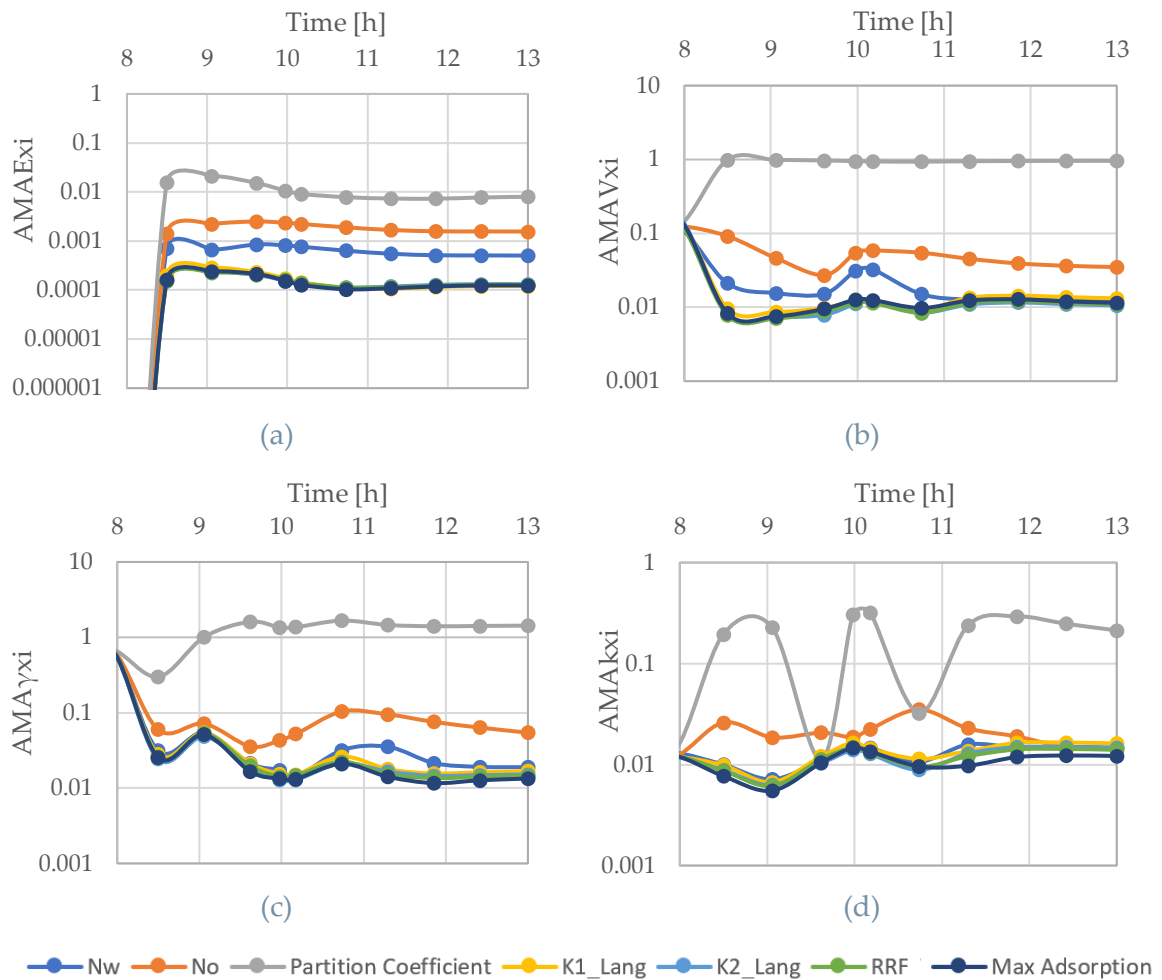 Time [h]
8 9 10 11 12 13
AMAExi
1
0.1
0.01
0.001
0.0001
0.00001
0.000001
(a)
Time [h]
8 9 10 11 12 13
AMAVxi
10
1
0.1
0.01
0.001
(b)
Time [h]
8 9 10 11 12 13
AMAγxi
10
1
0.1
0.01
0.001
(c)
Time [h]
8 9 10 11 12 13
AMAkxi
1
0.1
0.01
0.001
(d)
Nw No Partition Coefficient K1_Lang K2_Lang RRF Max Adsorption